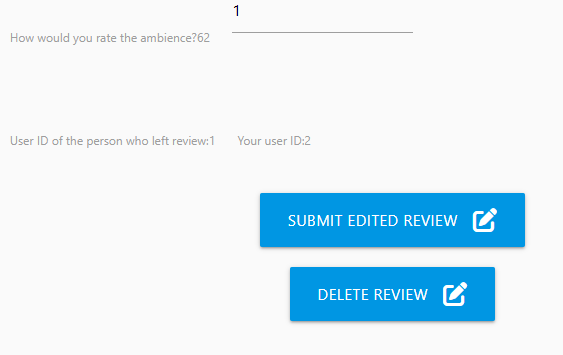 1
How would you rate the ambience?62
User ID of the person who left review:1 Your user ID:2
SUBMIT EDITED REVIEW
DELETE REVIEW